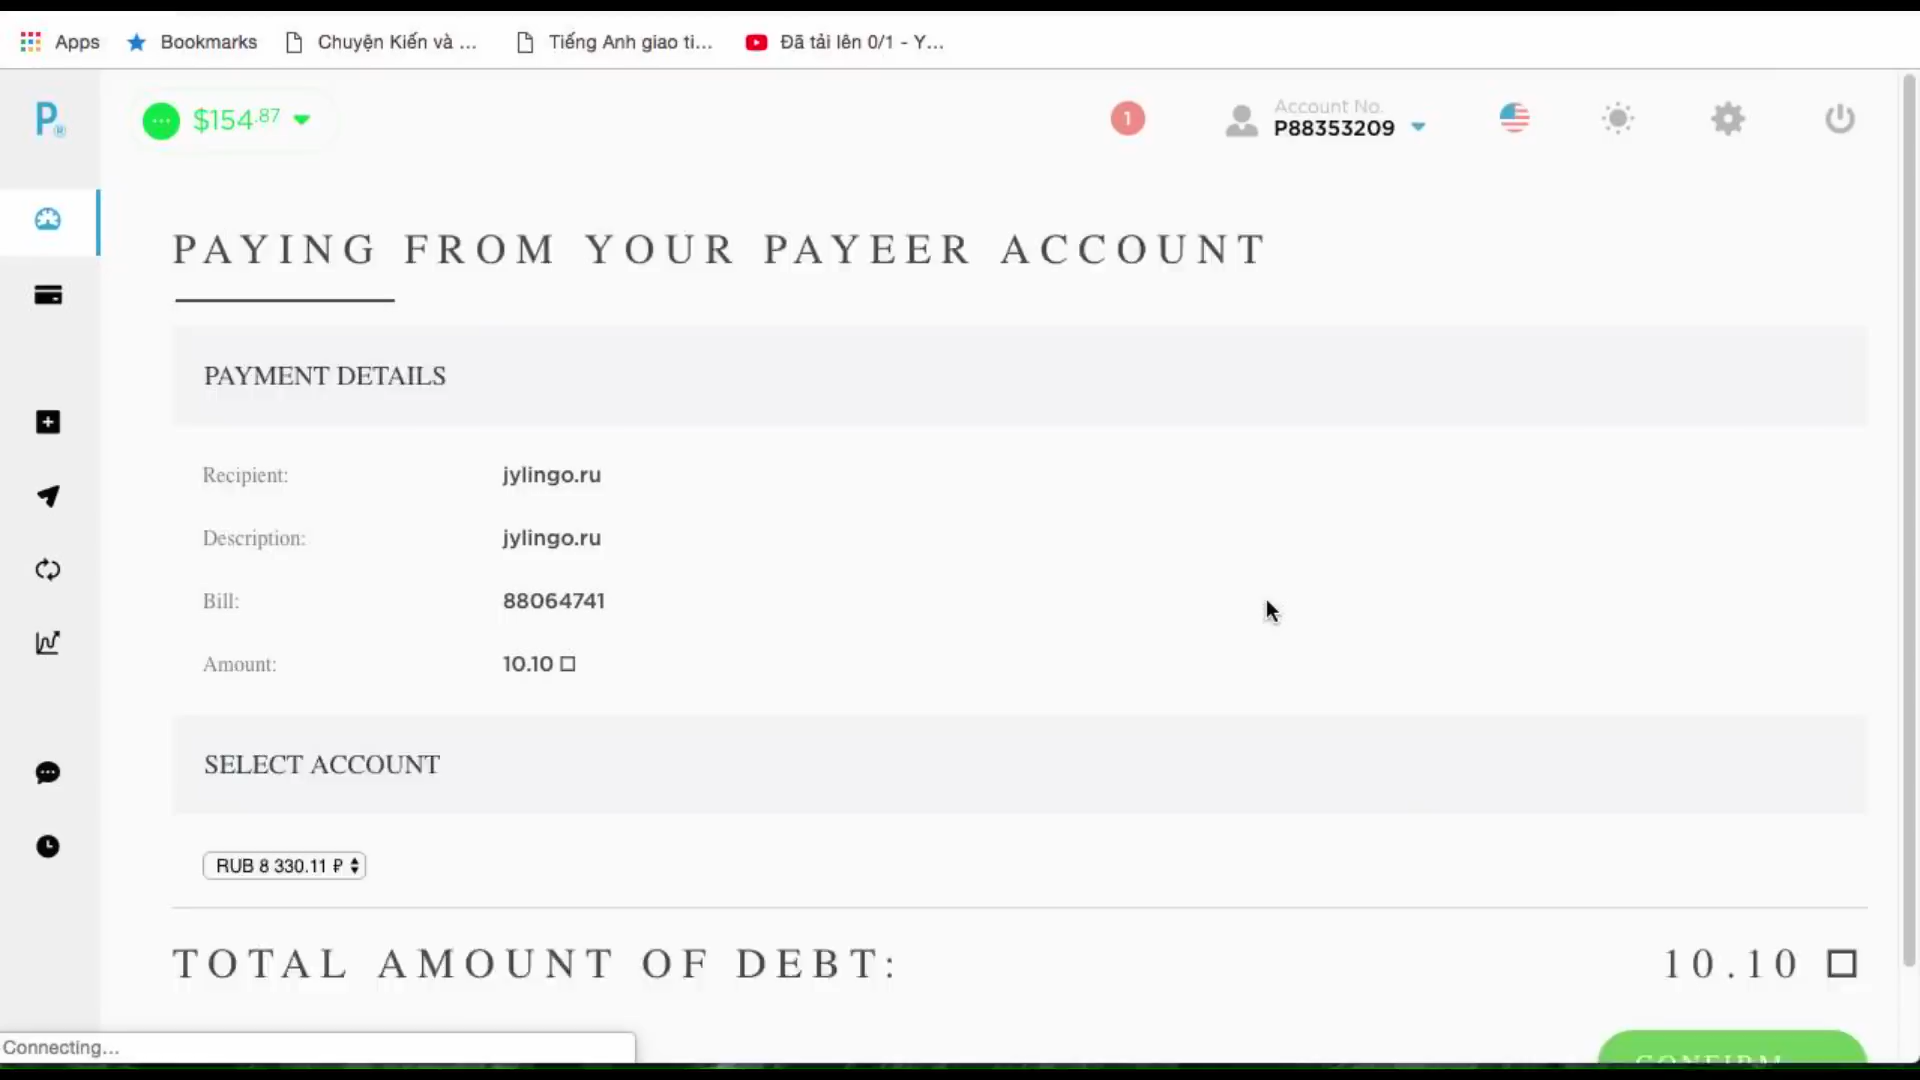 Apps Bookmarks Chuyện Kiến và ... Tiếng Anh giao ti... Đã tải lên 0/1 - Y...
P
$154.87
1
Account No.
P88353209
PAYING FROM YOUR PAYEER ACCOUNT
PAYMENT DETAILS
Recipient: jylingo.ru
Description: jylingo.ru
Bill: 88064741
Amount: 10.10 □
SELECT ACCOUNT
RUB 8 330.11 ₽
TOTAL AMOUNT OF DEBT: 10.10 □
Connecting...
CONFIRM